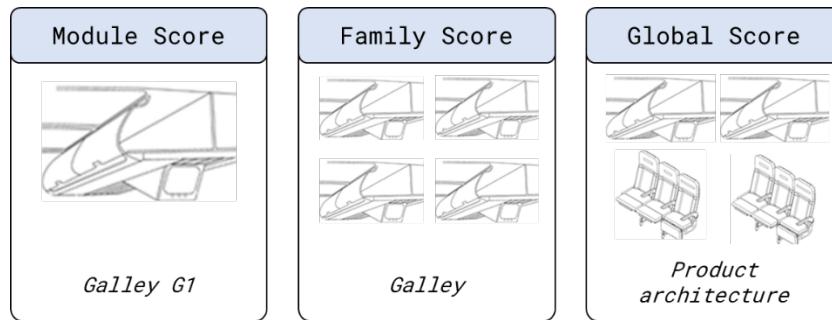 Module Score
Family Score
Global Score
Galley G1
Galley
Product
architecture